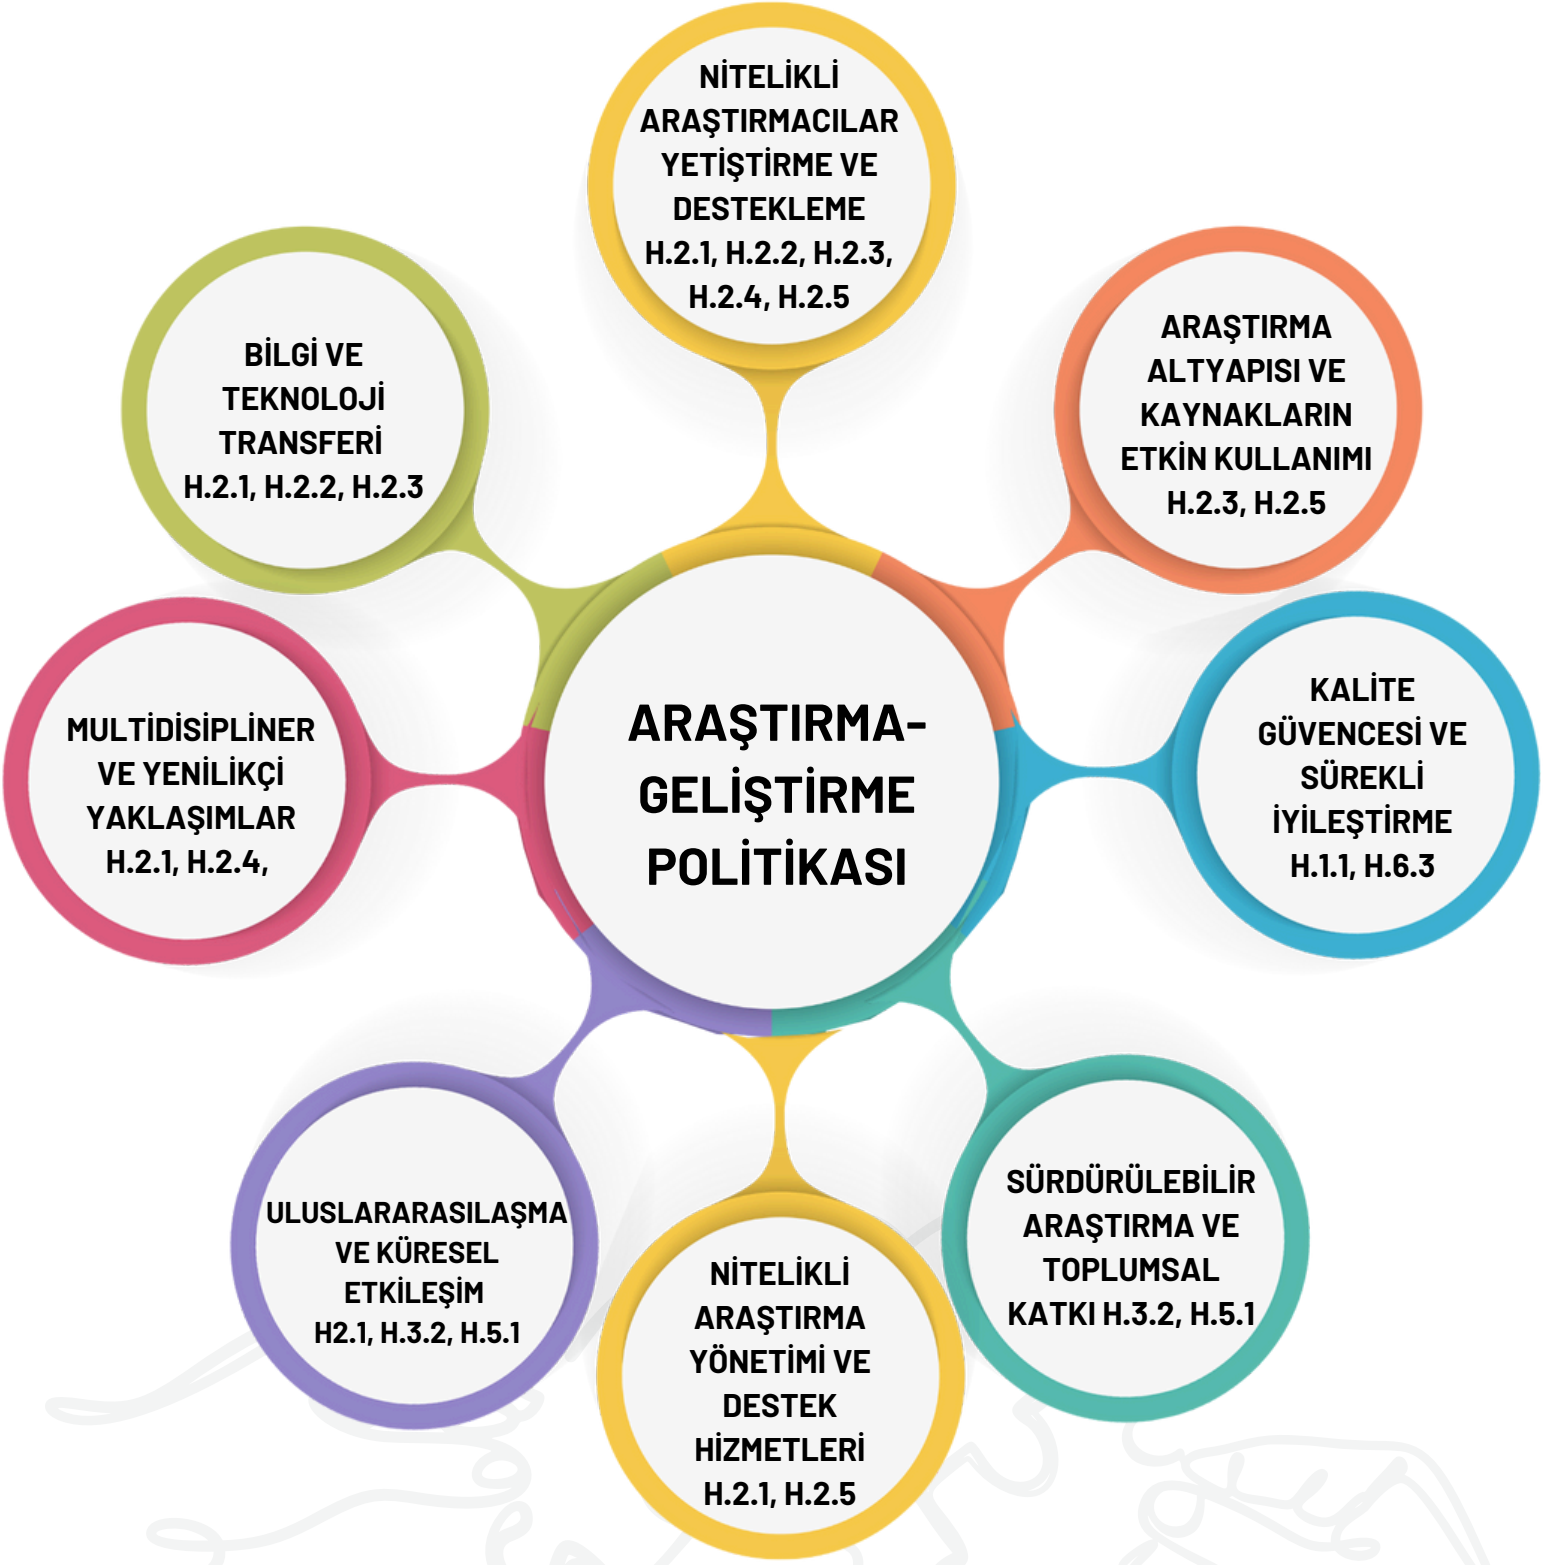 NİTELİKLİ
ARAŞTIRMACILAR
YETİŞTİRME VE
DESTEKLEME
H.2.1, H.2.2, H.2.3,
H.2.4, H.2.5
ARAŞTIRMA
ALTYAPISI VE
KAYNAKLARIN
ETKİN KULLANIMI
H.2.3, H.2.5
KALİTE
GÜVENCESİ VE
SÜREKLİ
İYİLEŞTİRME
H.1.1, H.6.3
SÜRDÜRÜLEBİLİR
ARAŞTIRMA VE
TOPLUMSAL
KATKI H.3.2, H.5.1
NİTELİKLİ
ARAŞTIRMA
YÖNETİMİ VE
DESTEK
HİZMETLERİ
H.2.1, H.2.5
ULUSLARARASILAŞMA
VE KÜRESEL
ETKİLEŞİM
H2.1, H.3.2, H.5.1
MULTİDİSİPLİNER
VE YENİLİKÇİ
YAKLAŞIMLAR
H.2.1, H.2.4,
BİLGİ VE
TEKNOLOJİ
TRANSFERİ
H.2.1, H.2.2, H.2.3
ARAŞTIRMA-
GELİŞTİRME
POLİTİKASI